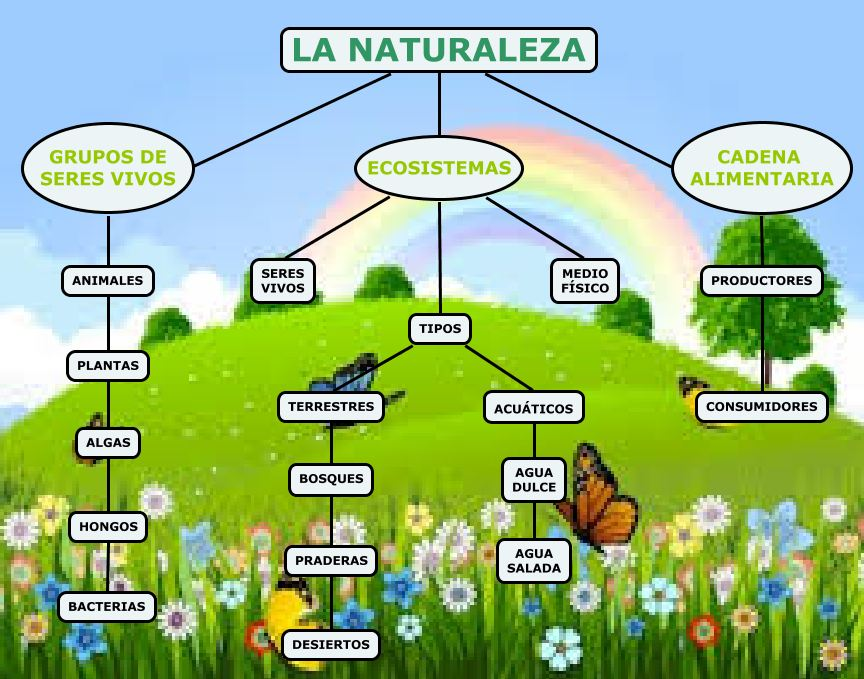 LA NATURALEZA
GRUPOS DE
SERES VIVOS
ANIMALES
PLANTAS
ALGAS
HONGOS
BACTERIAS
ECOSISTEMAS
SERES
VIVOS
TIPOS
MEDIO
FÍSICO
TERRESTRES
BOSQUES
PRADERAS
DESIERTOS
ACUÁTICOS
AGUA
DULCE
AGUA
SALADA
CADENA
ALIMENTARIA
PRODUCTORES
CONSUMIDORES